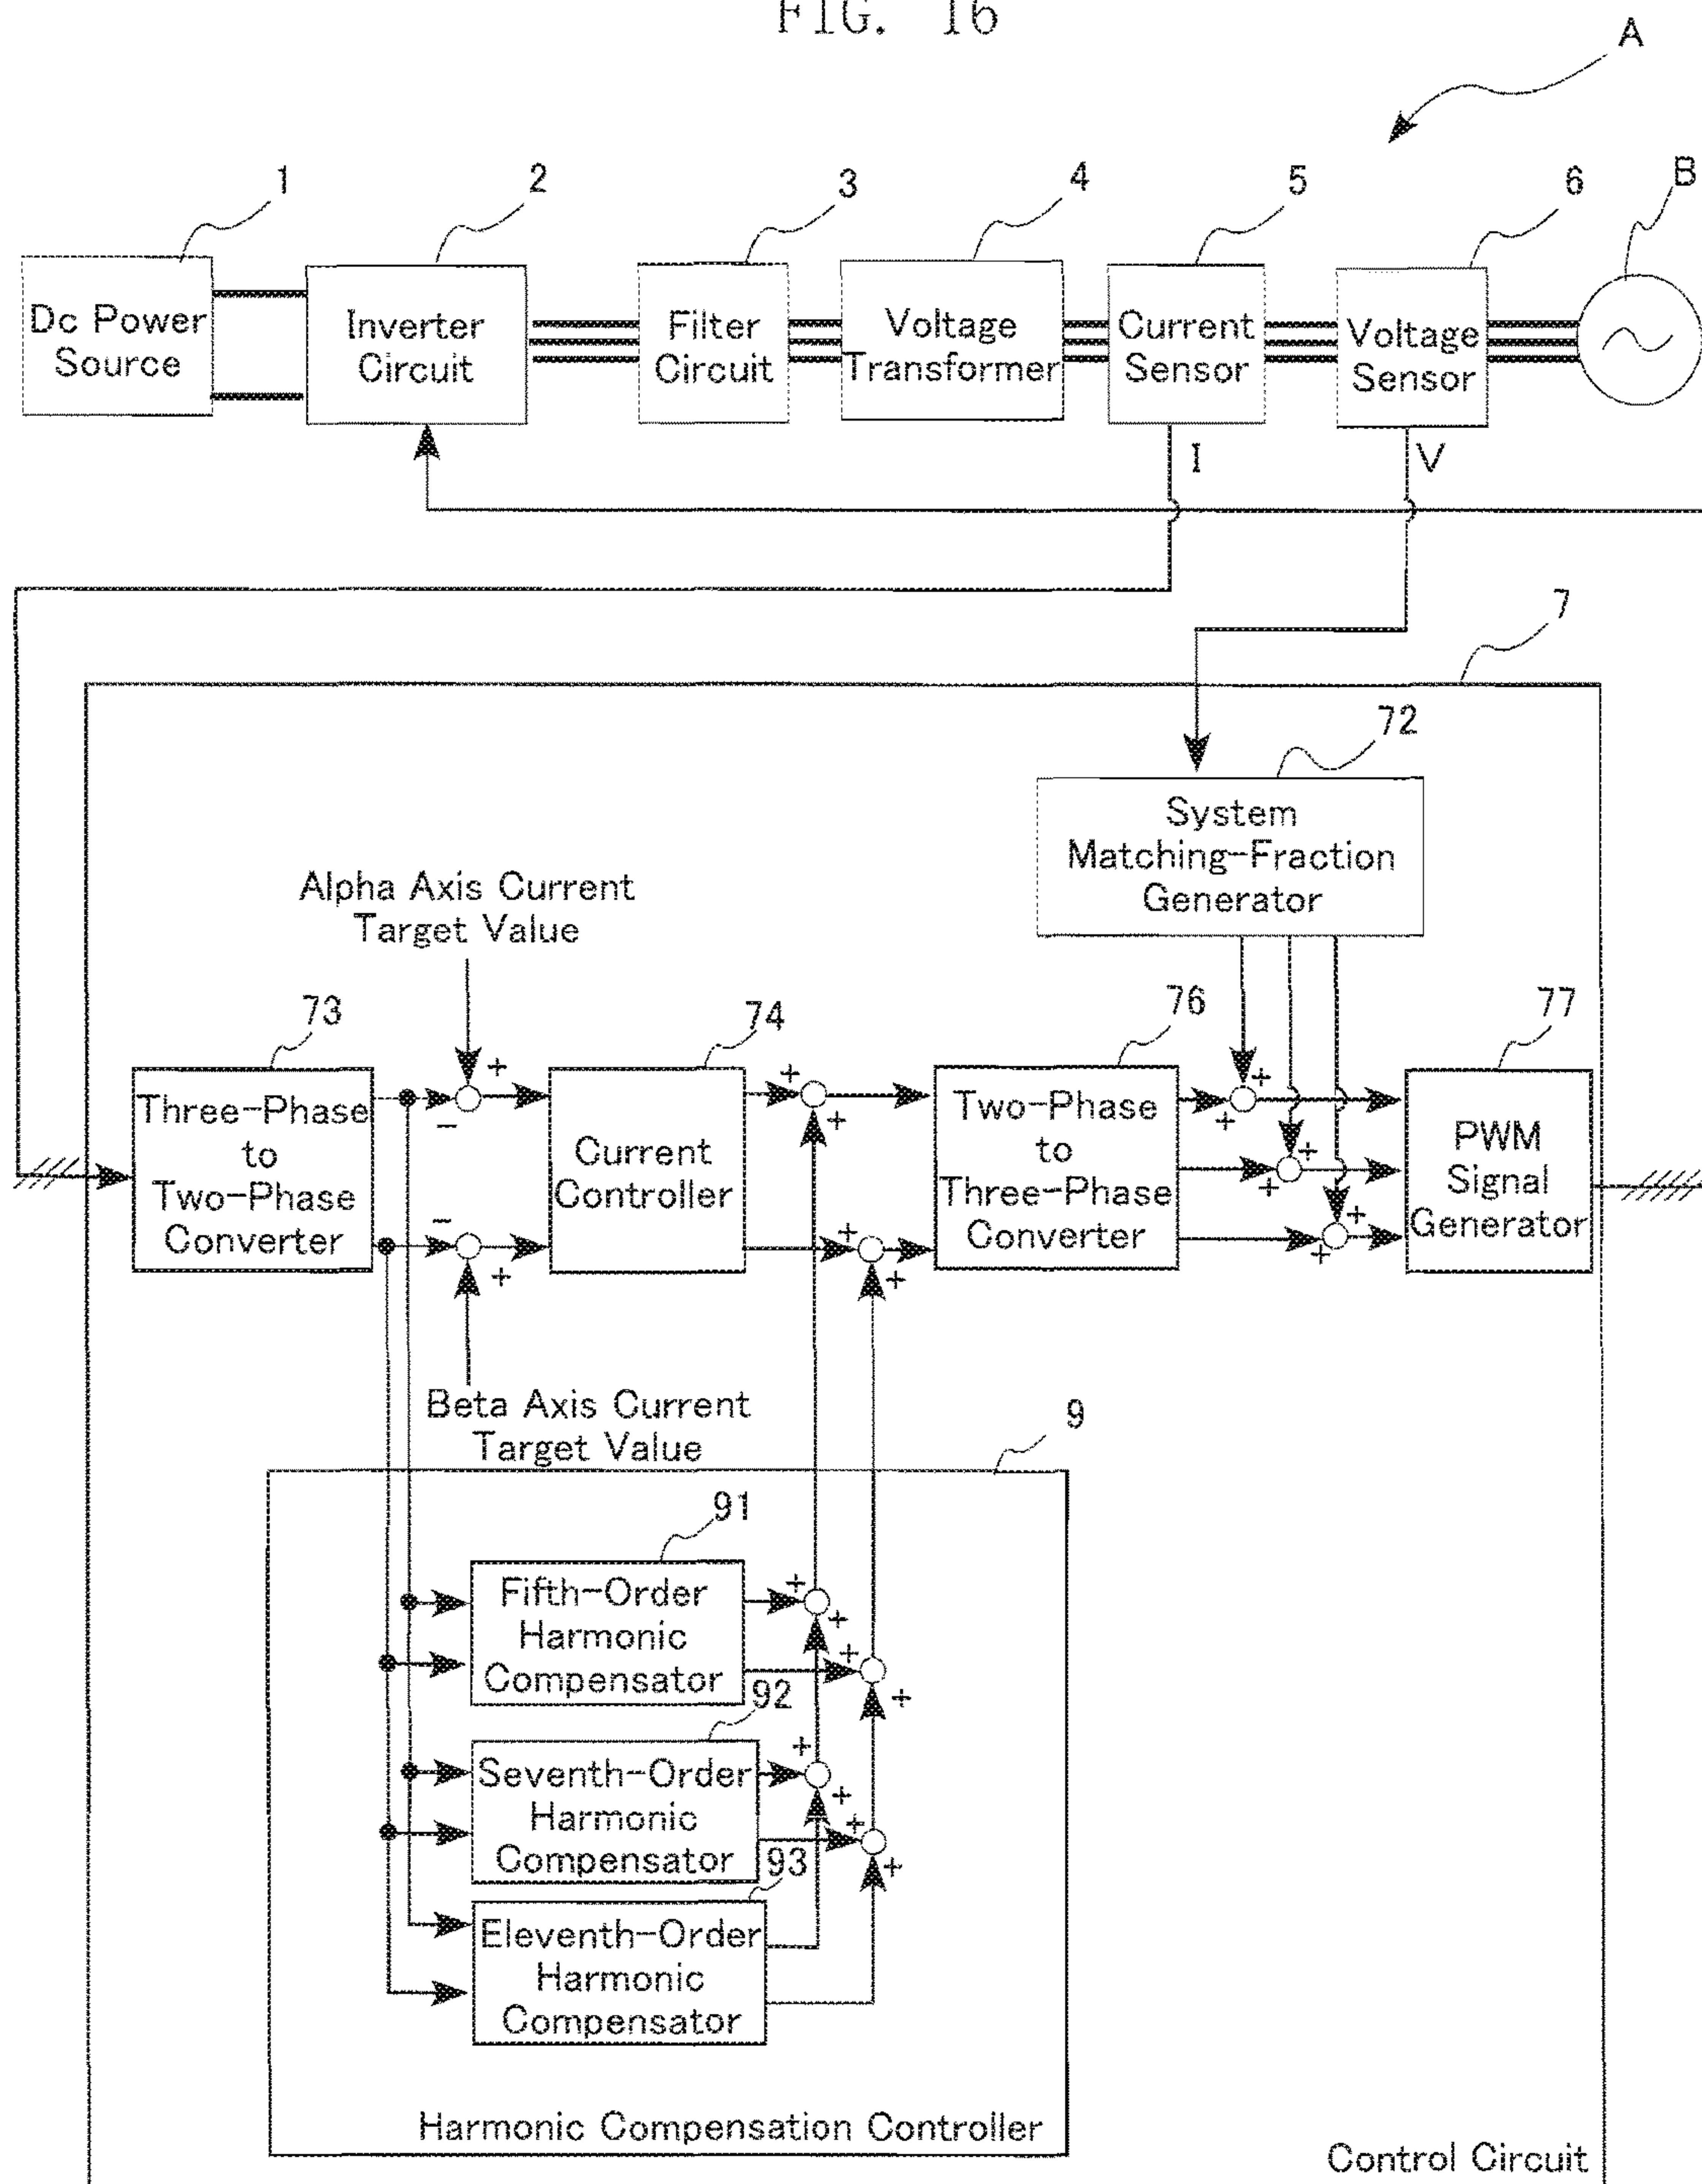 FIG. 16
A
1
2
3
4
5
6
B
Dc Power
Source
Inverter
Circuit
Filter
Circuit
Voltage
Transformer
Current
Sensor
Voltage
Sensor
I
V
7
72
System
Matching-Fraction
Generator
Alpha Axis Current
Target Value
73
74
76
77
+
+
+
+
+
+
+
+
+
+
+
+
−
−
Three-Phase
to
Two-Phase
Converter
Current
Controller
Two-Phase
to
Three-Phase
Converter
PWM
Signal
Generator
Beta Axis Current
Target Value
9
91
Fifth-Order
Harmonic
Compensator
+
+
+
+
92
Seventh-Order
Harmonic
Compensator
+
+
+
+
93
Eleventh-Order
Harmonic
Compensator
Harmonic Compensation Controller
Control Circuit